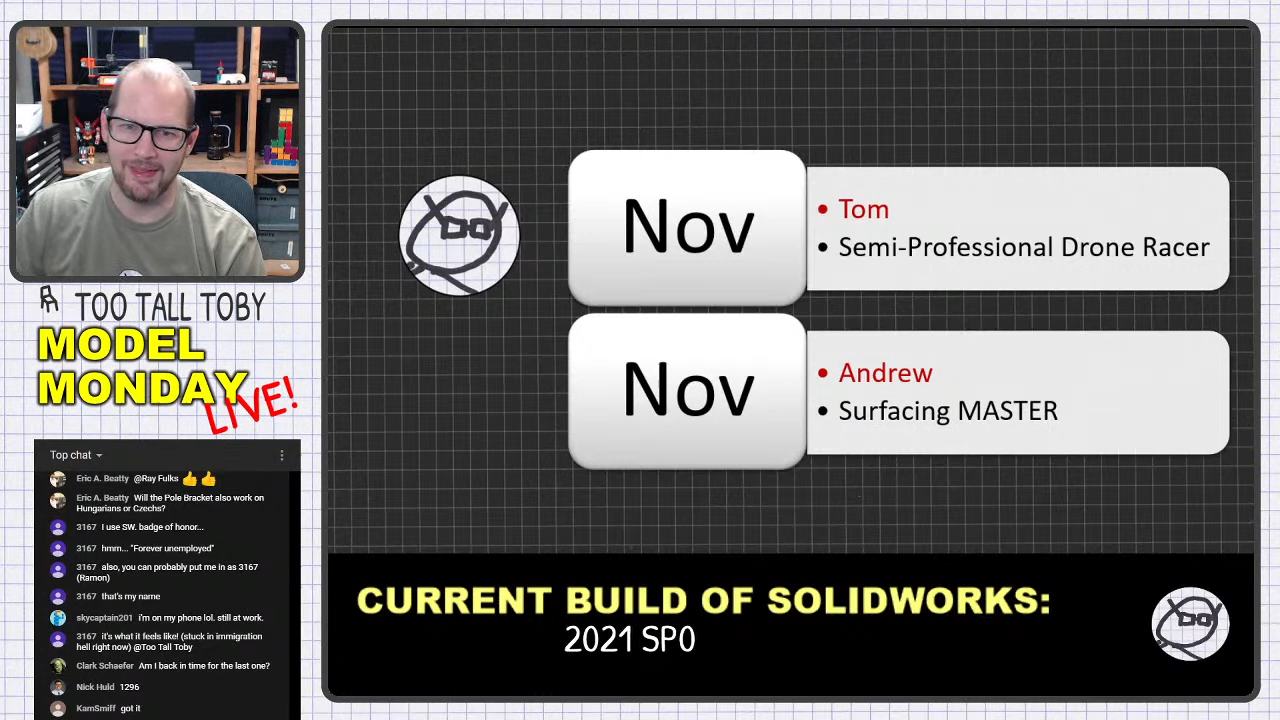 TOO TALL TOBY
MODEL
MONDAY
LIVE!
Top chat
Eric A. Beatty @Ray Fulks 👍👍
Eric A. Beatty Will the Pole Bracket also work on
Hungarians or Czechs?
3167 I use SW. badge of honor...
3167 hmm... "Forever unemployed"
3167 also, you can probably put me in as 3167
(Ramon)
3167 that's my name
skycaptain201 i'm on my phone lol. still at work.
3167 it's what it feels like! (stuck in immigration
hell right now) @Too Tall Toby
Clark Schaefer Am I back in time for the last one?
Nick Huld 1296
KamSmiff got it
Nov
• Tom
• Semi-Professional Drone Racer
Nov
• Andrew
• Surfacing MASTER
CURRENT BUILD OF SOLIDWORKS:
2021 SP0